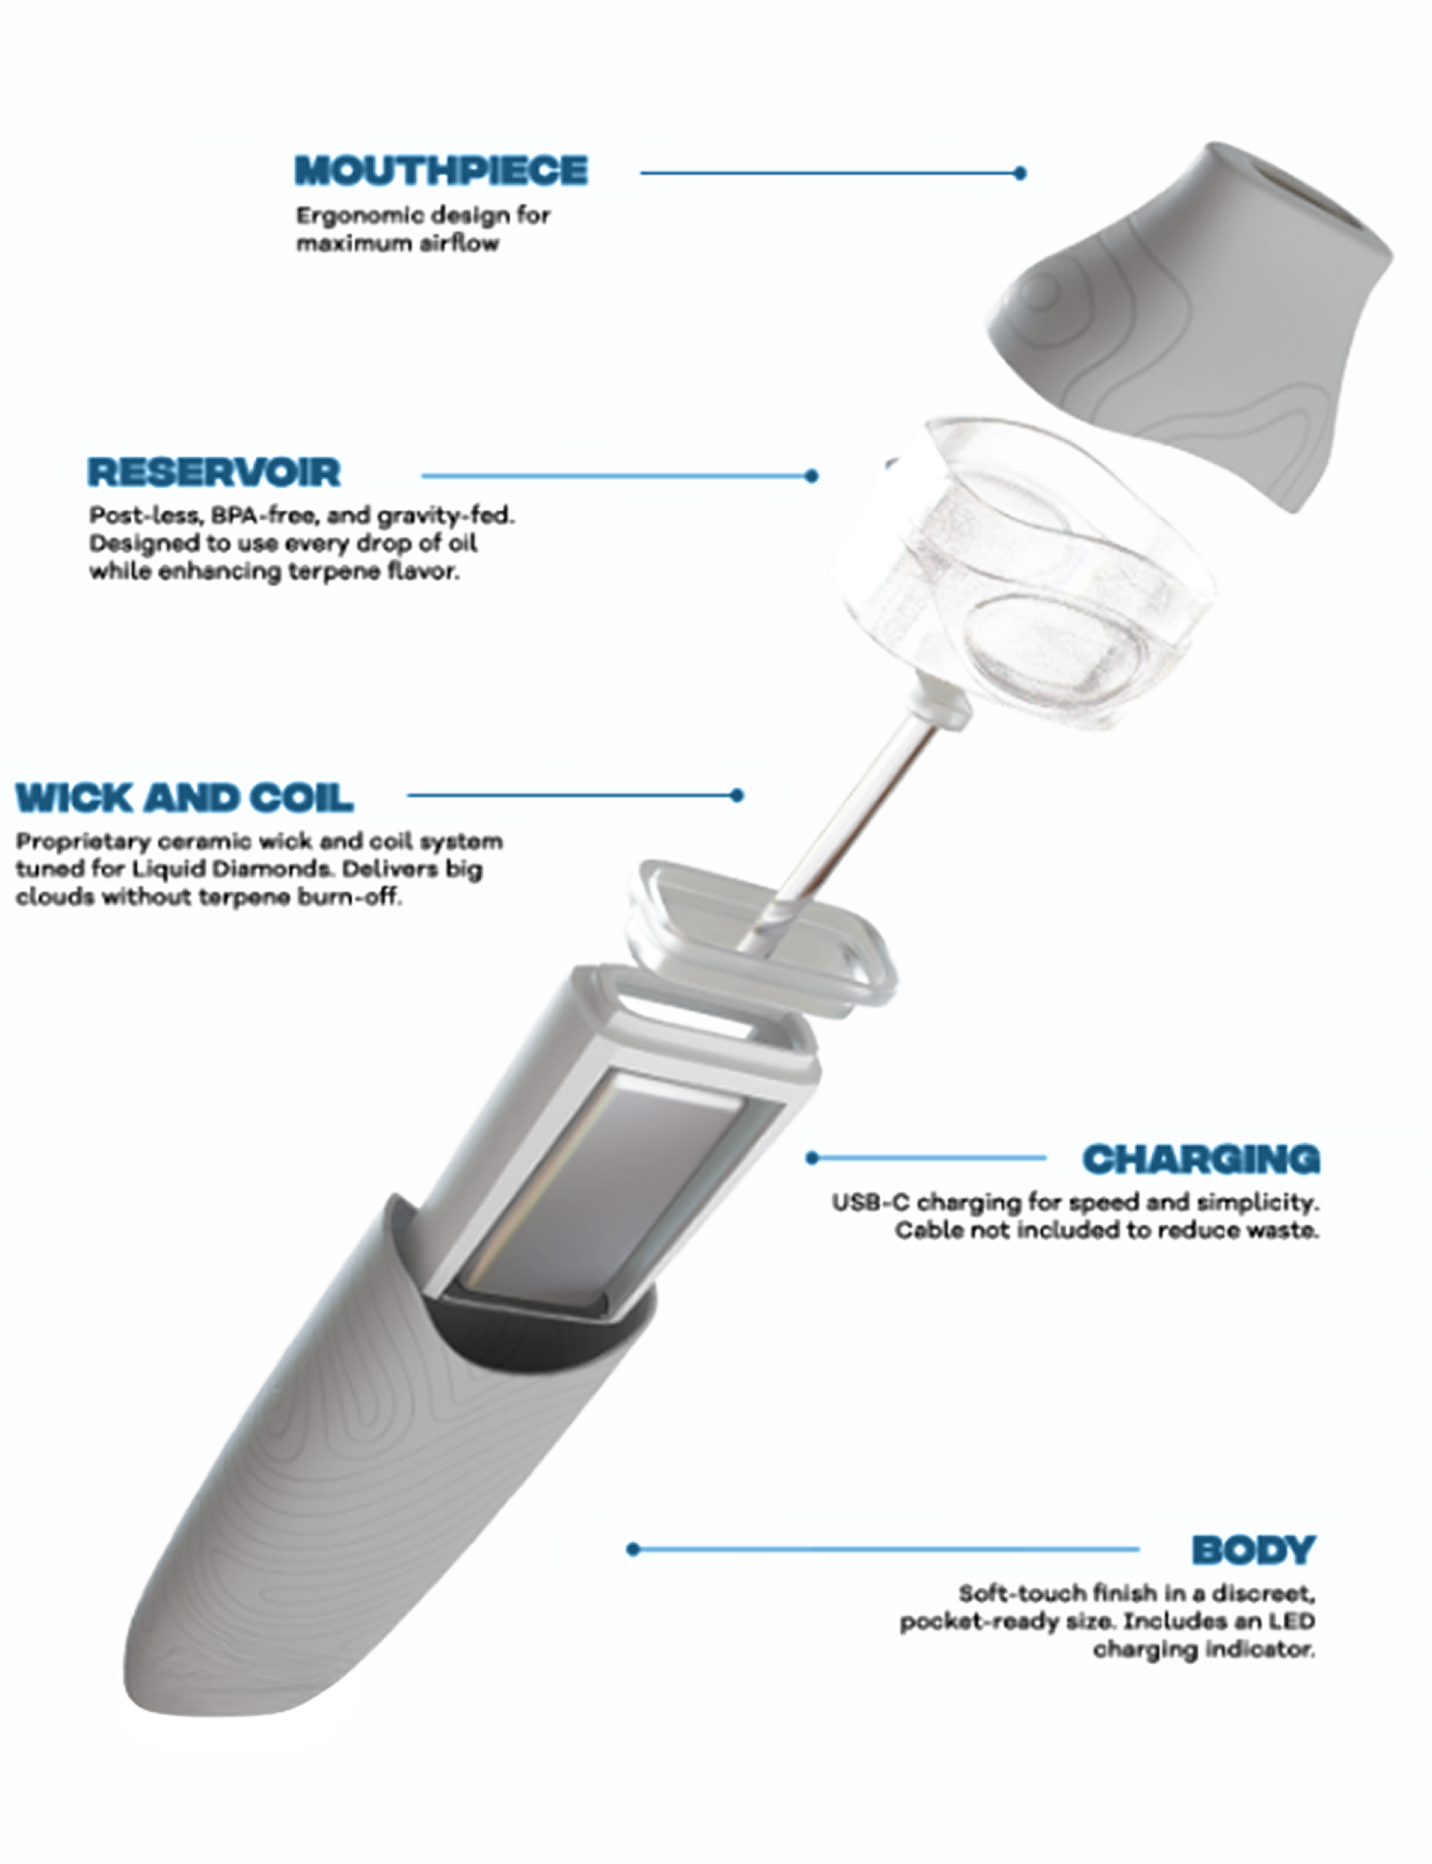 MOUTHPIECE
Ergonomic design for
maximum airflow
RESERVOIR
Post-less, BPA-free, and gravity-fed.
Designed to use every drop of oil
while enhancing terpene flavor.
WICK AND COIL
Proprietary ceramic wick and coil system
tuned for Liquid Diamonds. Delivers big
clouds without terpene burn-off.
CHARGING
USB-C charging for speed and simplicity.
Cable not included to reduce waste.
BODY
Soft-touch finish in a discreet,
pocket-ready size. Includes an LED
charging indicator.